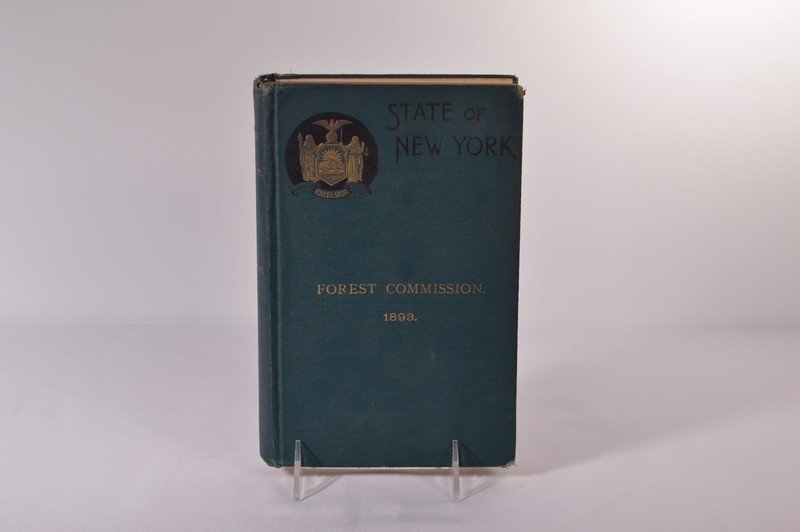 STATE OF
NEW YORK
EXCELSIOR
FOREST COMMISSION.
1893.